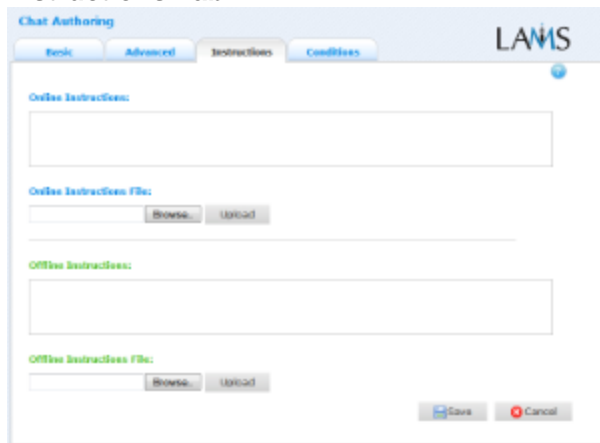 Chat Authoring
LAMS
Basic Advanced Instructions Conditions
Online Instructions:
Online Instructions File:
Browse.. Upload
Offline Instructions:
Offline Instructions File:
Browse.. Upload
Save Cancel